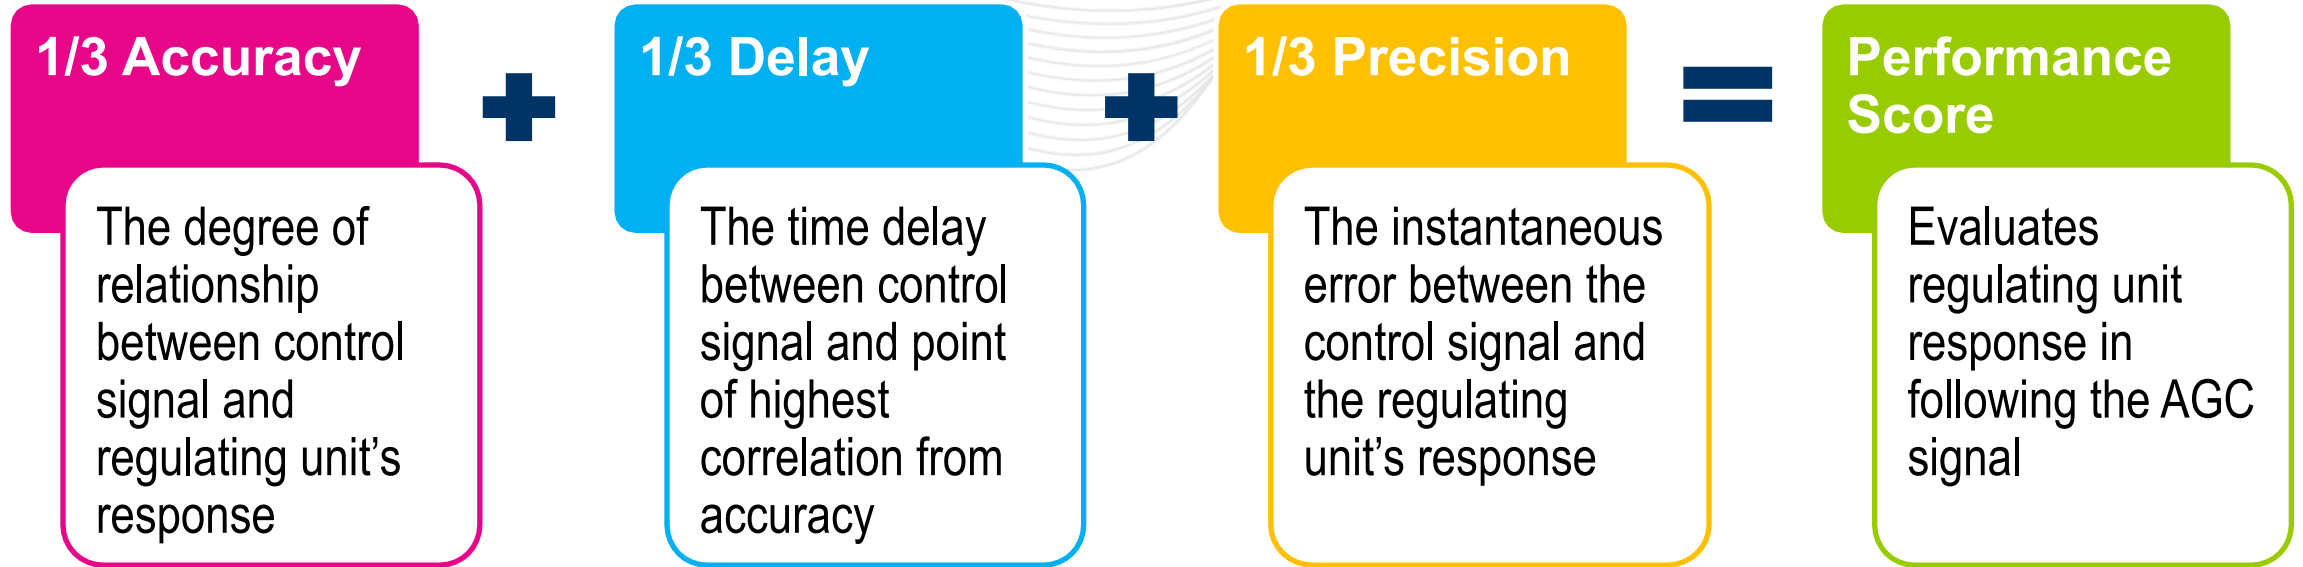 1/3 Accuracy
The degree of
relationship
between control
signal and
regulating unit’s
response
+
1/3 Delay
The time delay
between control
signal and point
of highest
correlation from
accuracy
+
1/3 Precision
The instantaneous
error between the
control signal and
the regulating
unit’s response
=
Performance
Score
Evaluates
regulating unit
response in
following the AGC
signal